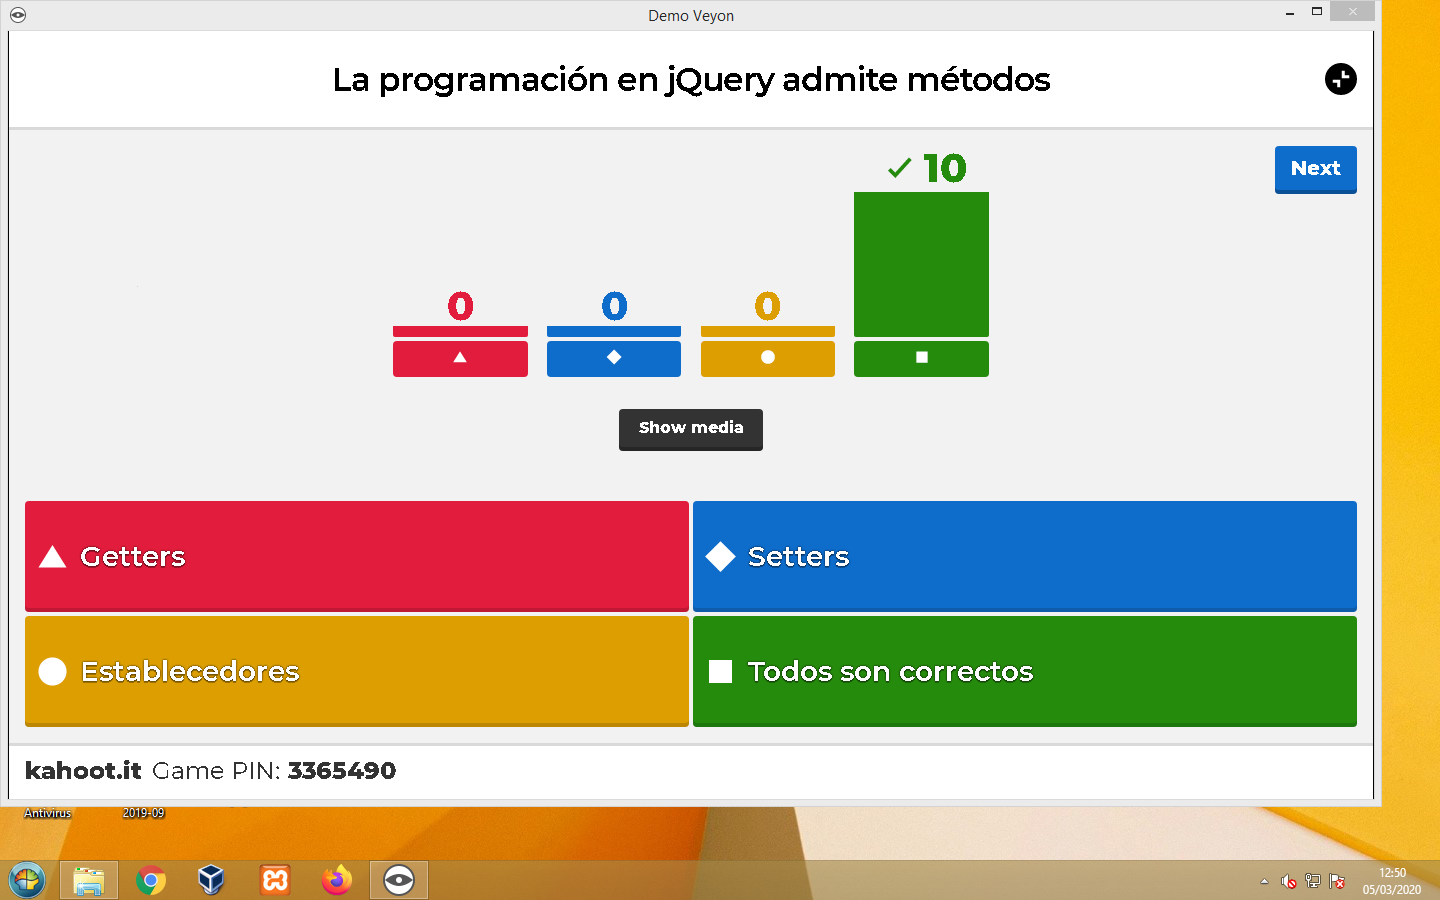 Demo Veyon
La programación en jQuery admite métodos
Next
10
0
0
0
Show media
Getters
Setters
Establecedores
Todos son correctos
kahoot.it Game PIN: 3365490
Antivirus
2019-09
12:50
05/03/2020